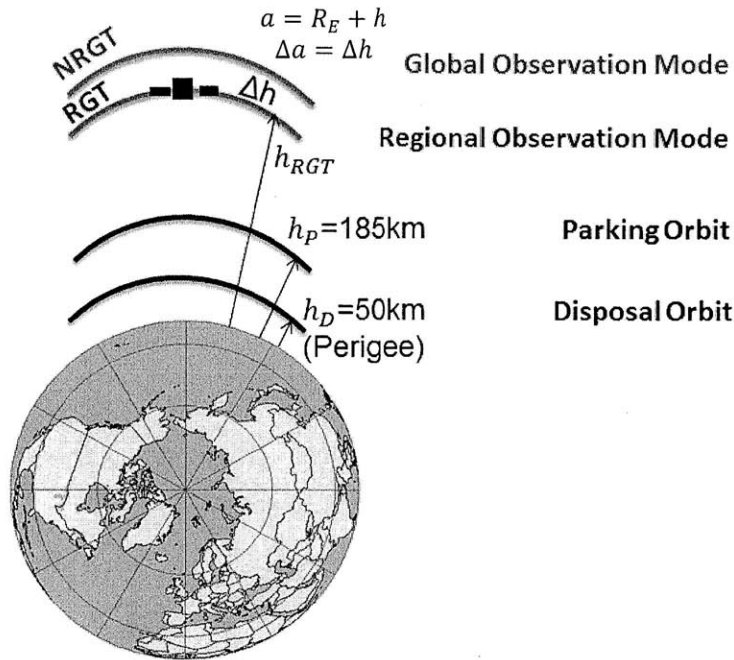 a = R_E + h
Δa = Δh
NRGT
Global Observation Mode
RGT
Δh
Regional Observation Mode
h_RGT
h_P=185km
Parking Orbit
h_D=50km
Disposal Orbit
(Perigee)